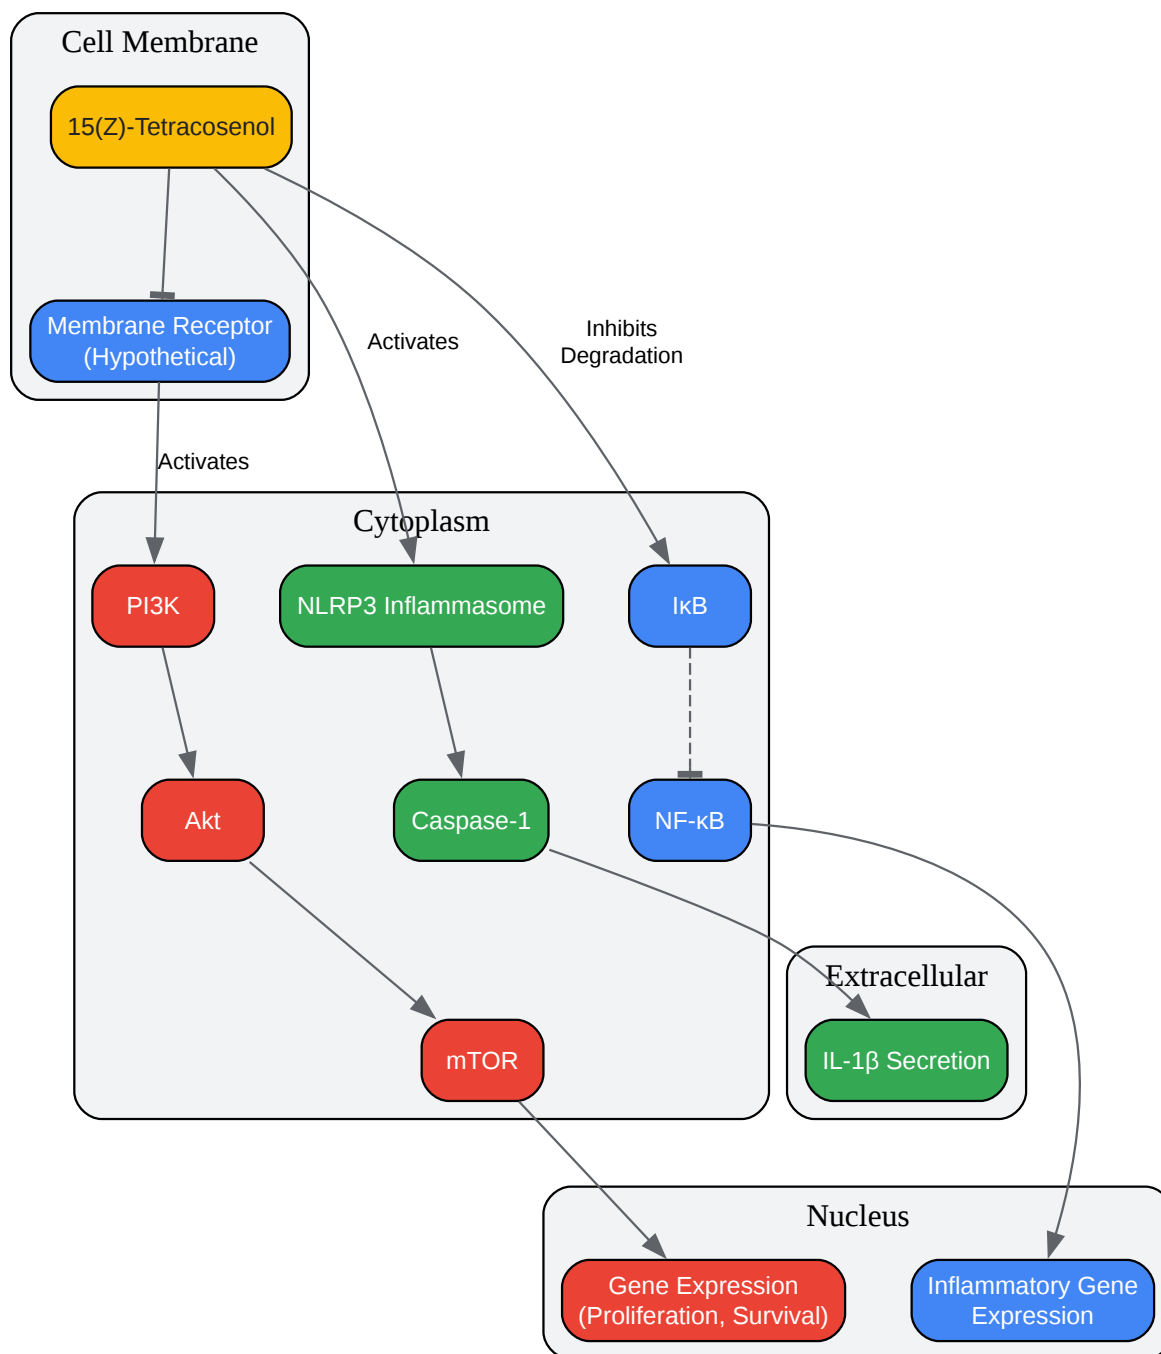 Cell Membrane
15(Z)-Tetracosenol
Membrane Receptor
(Hypothetical)
Activates
Inhibits
Degradation
Activates
Cytoplasm
PI3K
NLRP3 Inflammasome
IκB
Akt
Caspase-1
NF-κB
Extracellular
IL-1β Secretion
mTOR
Nucleus
Gene Expression
(Proliferation, Survival)
Inflammatory Gene
Expression